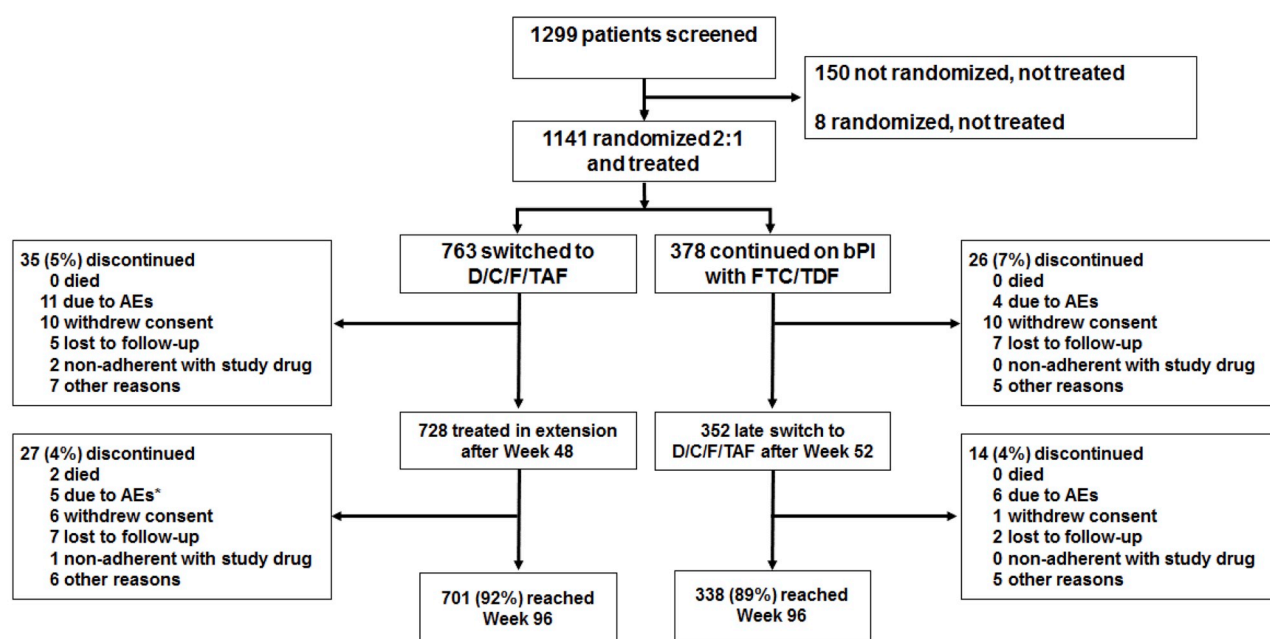 1299 patients screened
150 not randomized, not treated
8 randomized, not treated
1141 randomized 2:1
and treated
763 switched to
D/C/F/TAF
378 continued on bPI
with FTC/TDF
35 (5%) discontinued
0 died
11 due to AEs
10 withdrew consent
5 lost to follow-up
2 non-adherent with study drug
7 other reasons
26 (7%) discontinued
0 died
4 due to AEs
10 withdrew consent
7 lost to follow-up
0 non-adherent with study drug
5 other reasons
728 treated in extension
after Week 48
352 late switch to
D/C/F/TAF after Week 52
27 (4%) discontinued
2 died
5 due to AEs*
6 withdrew consent
7 lost to follow-up
1 non-adherent with study drug
6 other reasons
14 (4%) discontinued
0 died
6 due to AEs
1 withdrew consent
2 lost to follow-up
0 non-adherent with study drug
5 other reasons
701 (92%) reached
Week 96
338 (89%) reached
Week 96